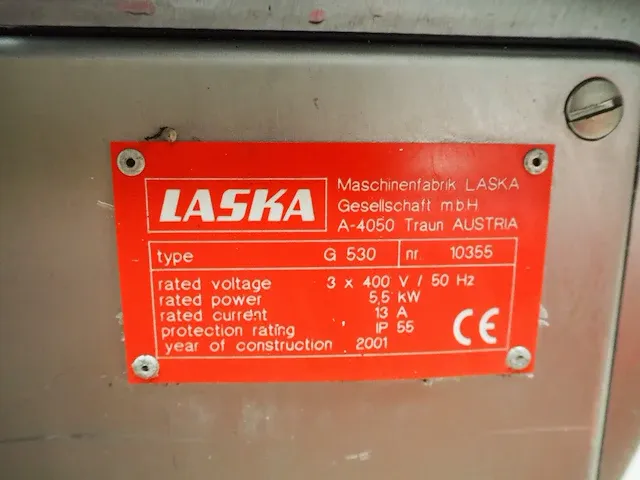 LASKA
Maschinenfabrik LASKA
Gesellschaft m.b.H
A-4050 Traun AUSTRIA
type G 530 nr. 10355
rated voltage 3 x 400 V / 50 Hz
rated power 5,5 kW
rated current 13 A
protection rating IP 55
year of construction 2001
CE